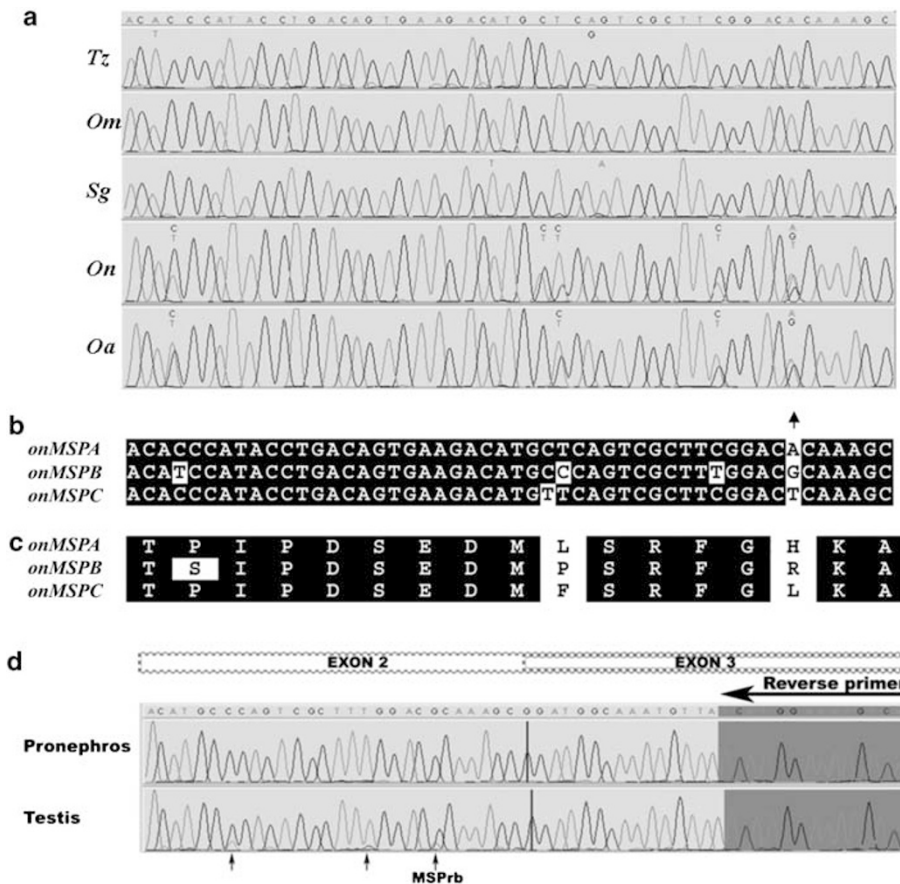 a
A C A C C C A T A C C T G A C A G T G A A G A C A T G C T C A G T C G C T T C G G A C A C A A A G C
T G
Tz
Om
T A
Sg
C C C C A
T T T T G
T
On
C C C A
T T T G
Oa
b
onMSPA ACACCCATACCTGACAGTGAAGACATGCTCAGTCGCTTCGGACACAAAGC
onMSPB ACATCCATACCTGACAGTGAAGACATGCCCAGTCGCTTTGGACGCAAAGC
onMSPC ACACCCATACCTGACAGTGAAGACATGTTCAGTCGCTTCGGACTCAAAGC
c
onMSPA T P I P D S E D M L S R F G H K A
onMSPB T S I P D S E D M P S R F G R K A
onMSPC T P I P D S E D M F S R F G L K A
d
EXON 2 EXON 3
Reverse primer
A C A T G C C C A G T C G C T T T G G A C G C A A A G C G G A T G G C A A A T G T T A C G G G C
Pronephros
Testis
MSPrb